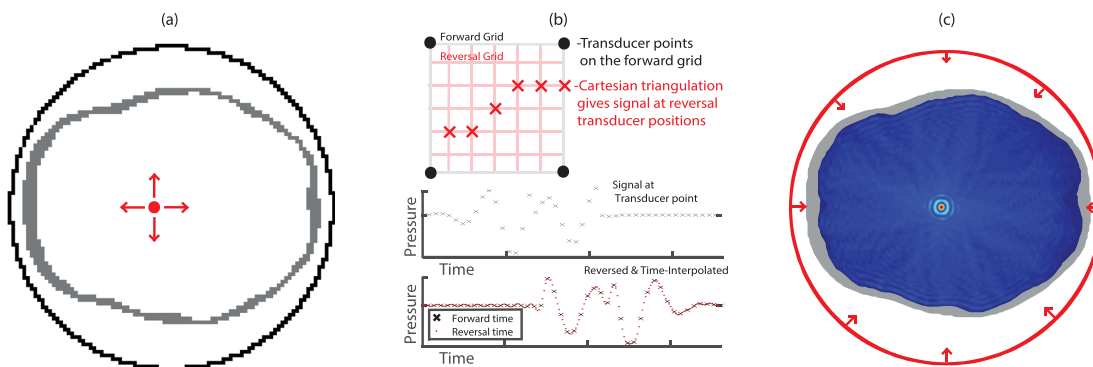 (a)
(b)
(c)
Forward Grid
Reversal Grid
-Transducer points
on the forward grid
-Cartesian triangulation
gives signal at reversal
transducer positions
Signal at
Transducer point
Pressure
Time
Reversed & Time-Interpolated
Pressure
Forward time
Reversal time
Time